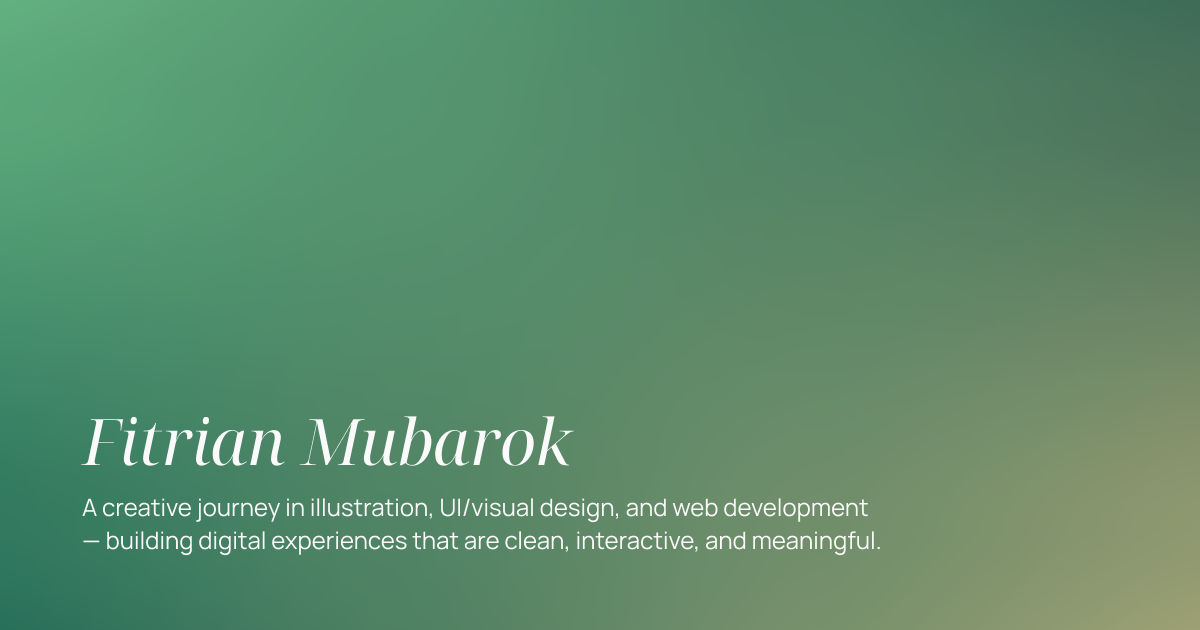 Fitrian Mubarok
A creative journey in illustration, UI/visual design, and web development
— building digital experiences that are clean, interactive, and meaningful.